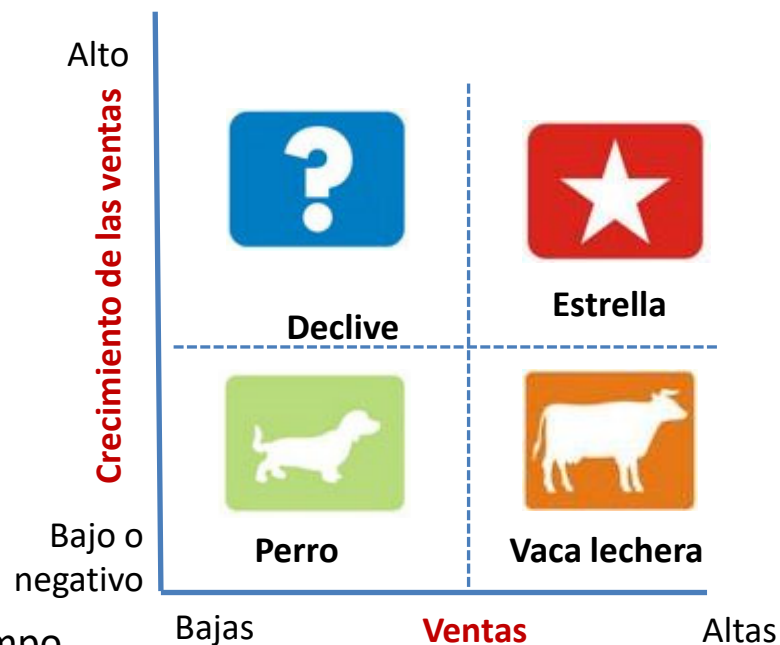 Alto
Crecimiento de las ventas
?
Declive
Estrella
Perro
Vaca lechera
Bajo o
negativo
Bajas
Ventas
Altas